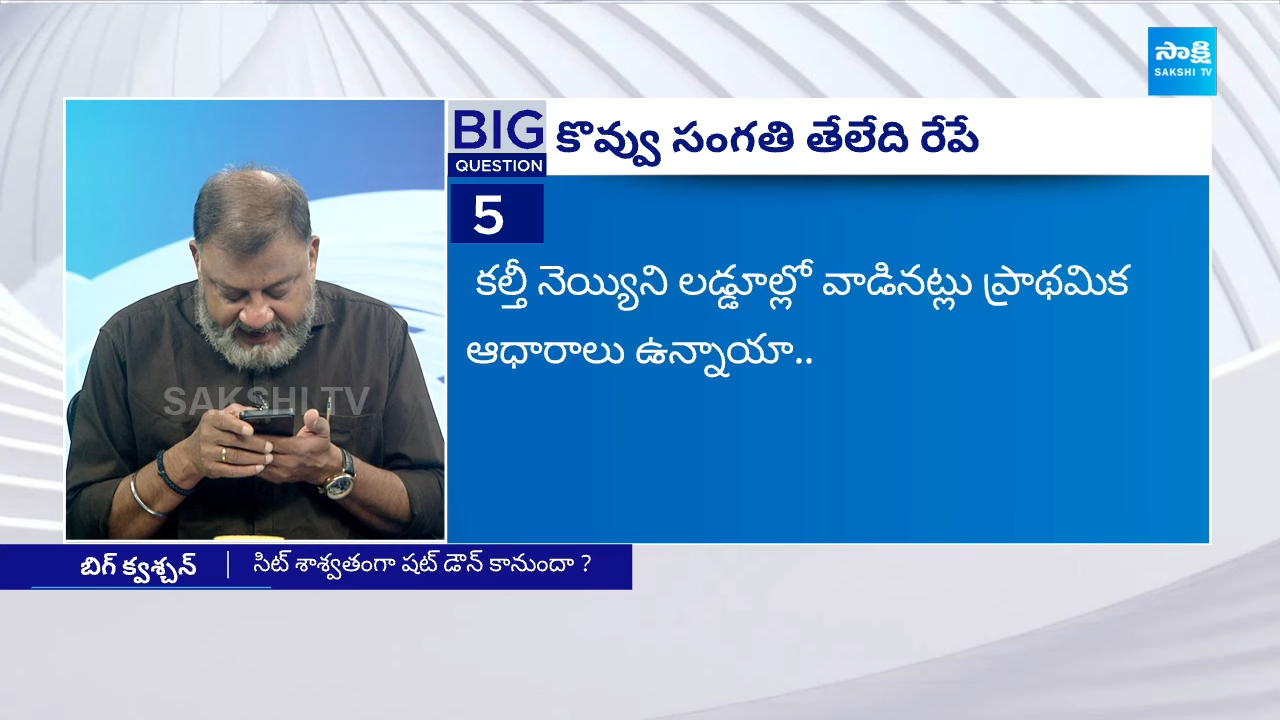 సాక్షి
SAKSHI TV
BIG
QUESTION
కొవ్వు సంగతి తేలేది రేపే
5
కల్తీ నెయ్యిని లడ్డూల్లో వాడినట్లు ప్రాథమిక
ఆధారాలు ఉన్నాయా..
SAKSHI TV
బిగ్ క్వశ్చన్ | సిట్ శాశ్వతంగా షట్ డౌన్ కానుందా ?